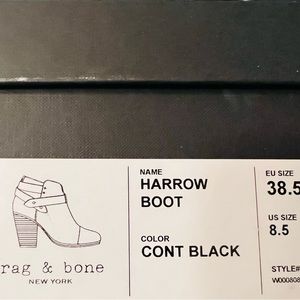 NAME
HARROW
BOOT
COLOR
CONT BLACK
rag & bone
NEW YORK
EU SIZE
38.5
US SIZE
8.5
STYLE#